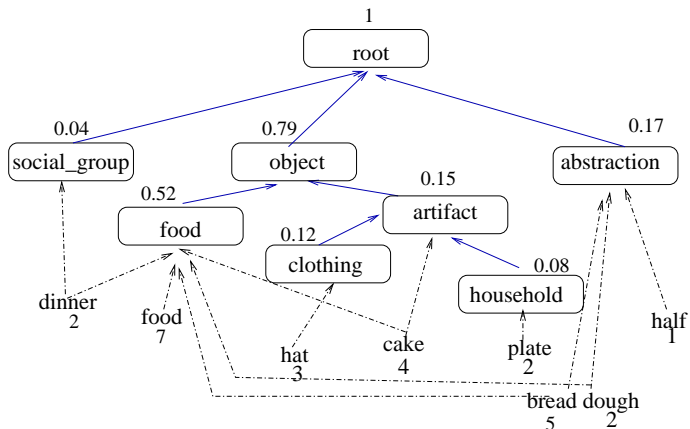 1
root
0.04
0.79
0.17
social_group
object
abstraction
0.52
0.15
food
artifact
0.12
clothing
0.08
household
dinner
2
food
7
hat
3
cake
4
plate
2
half
1
bread dough
5
2